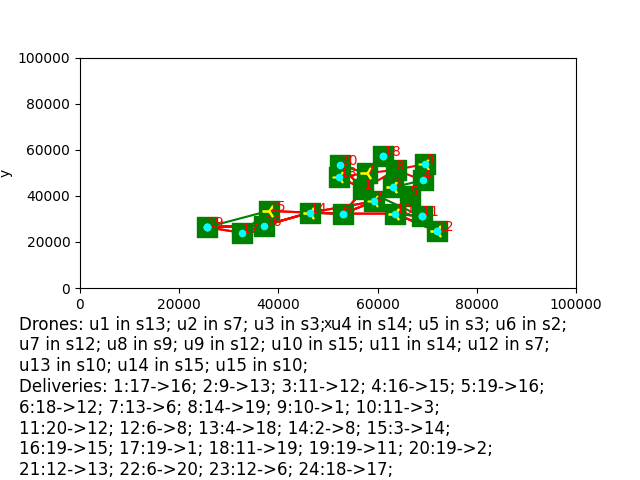 100000
80000
60000
40000
20000
0
y
0 20000 40000 60000 80000 100000
x
Drones: u1 in s13; u2 in s7; u3 in s3; u4 in s14; u5 in s3; u6 in s2;
u7 in s12; u8 in s9; u9 in s12; u10 in s15; u11 in s14; u12 in s7;
u13 in s10; u14 in s15; u15 in s10;
Deliveries: 1:17->16; 2:9->13; 3:11->12; 4:16->15; 5:19->16;
6:18->12; 7:13->6; 8:14->19; 9:10->1; 10:11->3;
11:20->12; 12:6->8; 13:4->18; 14:2->8; 15:3->14;
16:19->15; 17:19->1; 18:11->19; 19:19->11; 20:19->2;
21:12->13; 22:6->20; 23:12->6; 24:18->17;